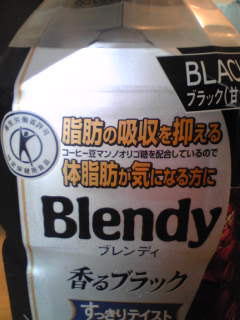 BLAC
ブラック(甘
脂肪の吸収を抑える
コーヒー豆マンノオリゴ糖を配合しているので
体脂肪が気になる方に
Blendy
ブレンディ
香るブラック
すっきりテイスト